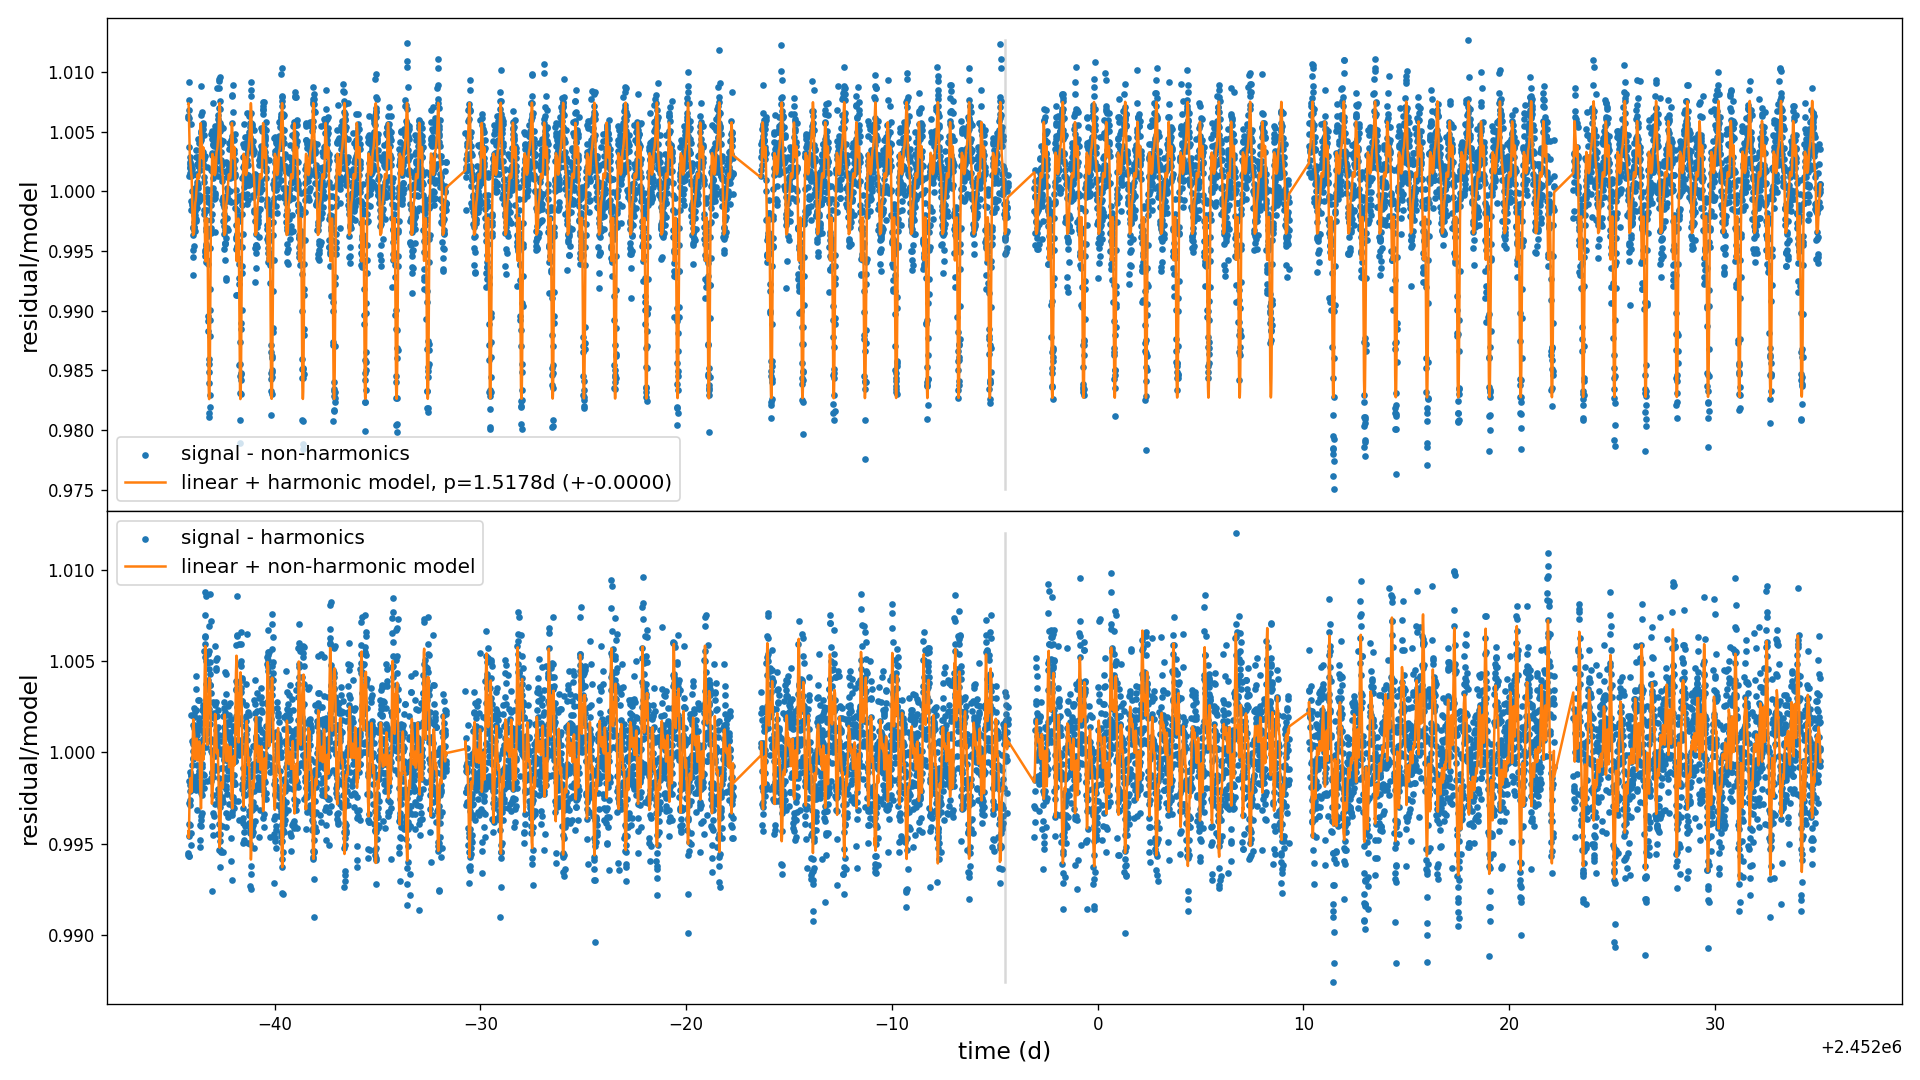 residual/model
1.010
1.005
1.000
0.995
0.990
0.985
0.980
0.975
signal - non-harmonics
linear + harmonic model, p=1.5178d (+-0.0000)
residual/model
1.010
1.005
1.000
0.995
0.990
signal - harmonics
linear + non-harmonic model
−40 −30 −20 −10 0 10 20 30
time (d)
+2.452e6